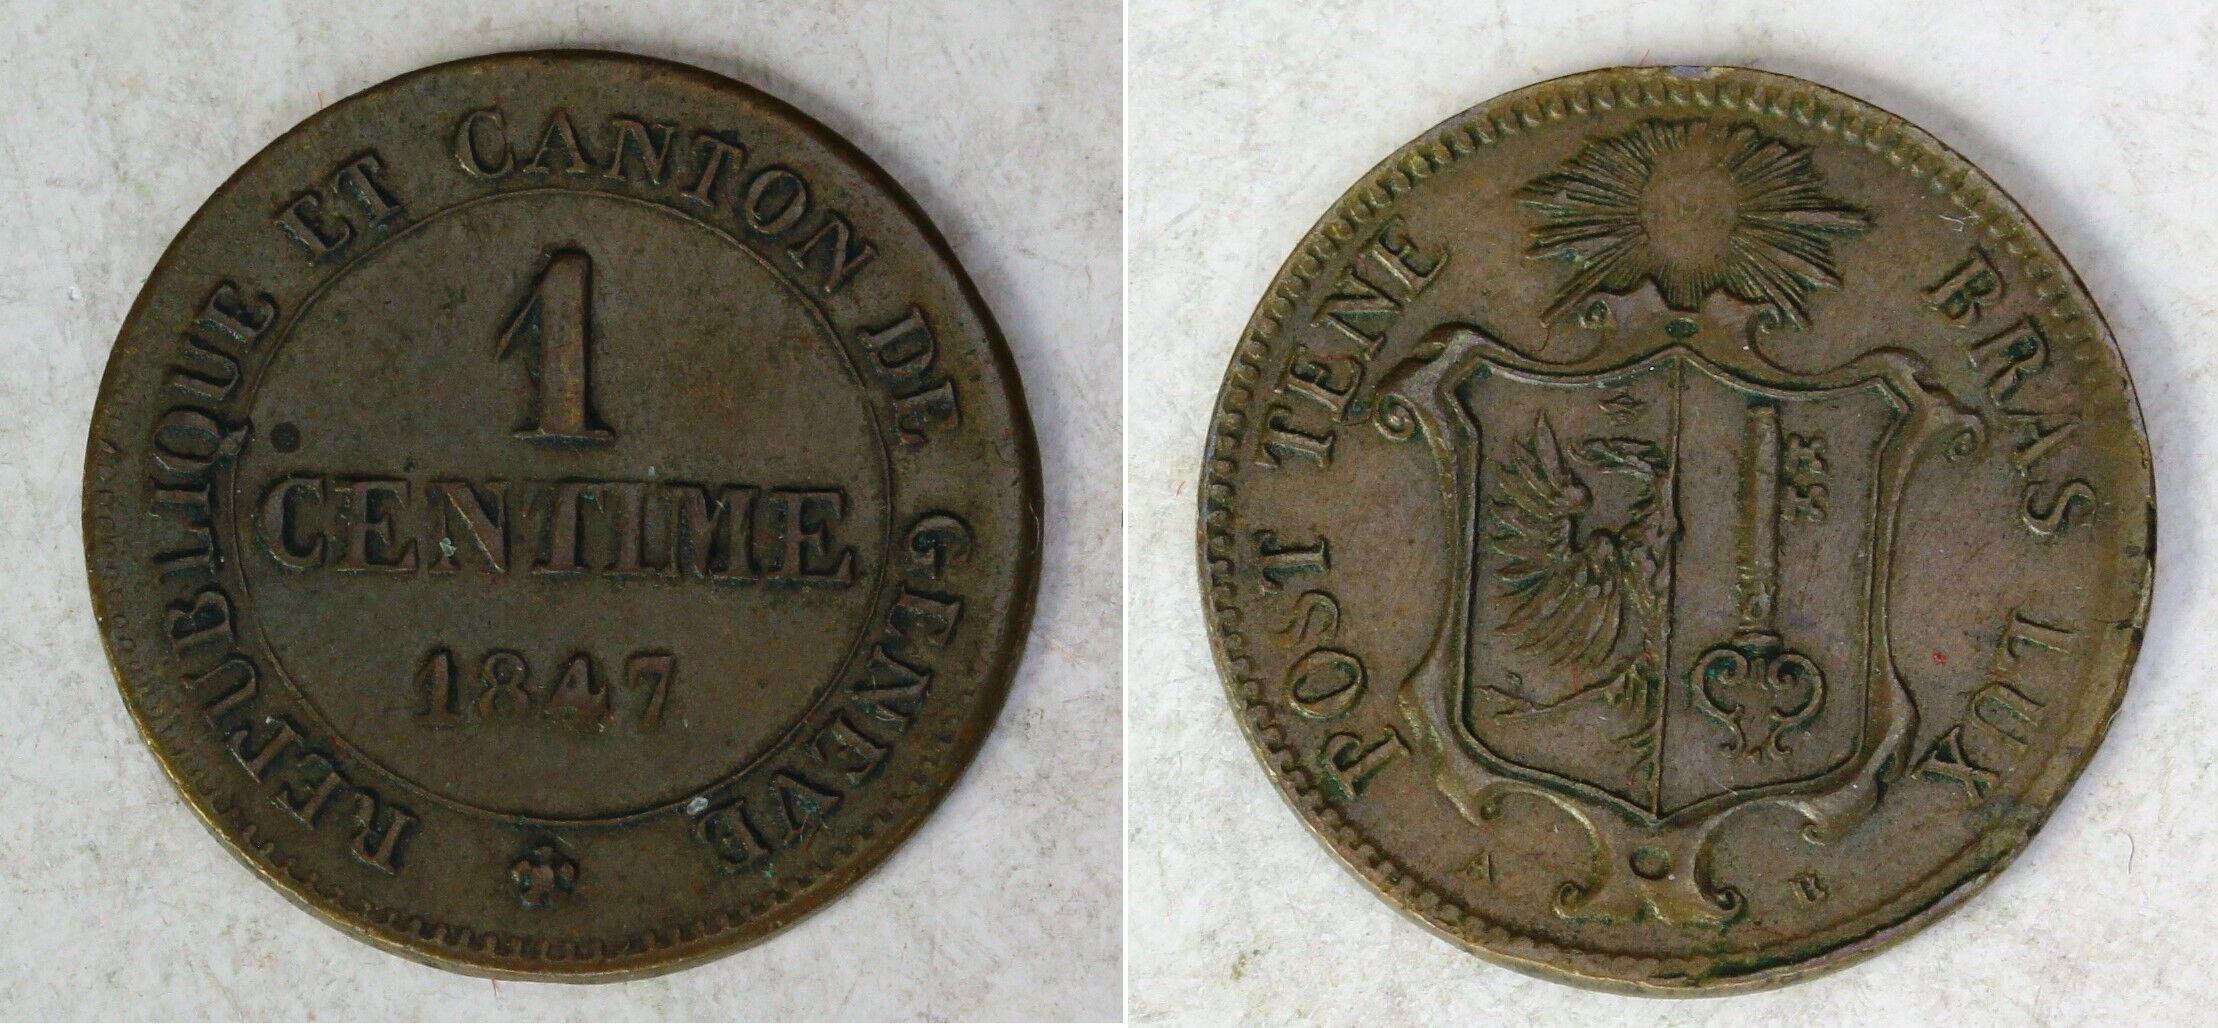 REPUBLIQUE ET CANTON DE GENEVE
1
CENTIME
1847
POST TENEBRAS LUX
A B